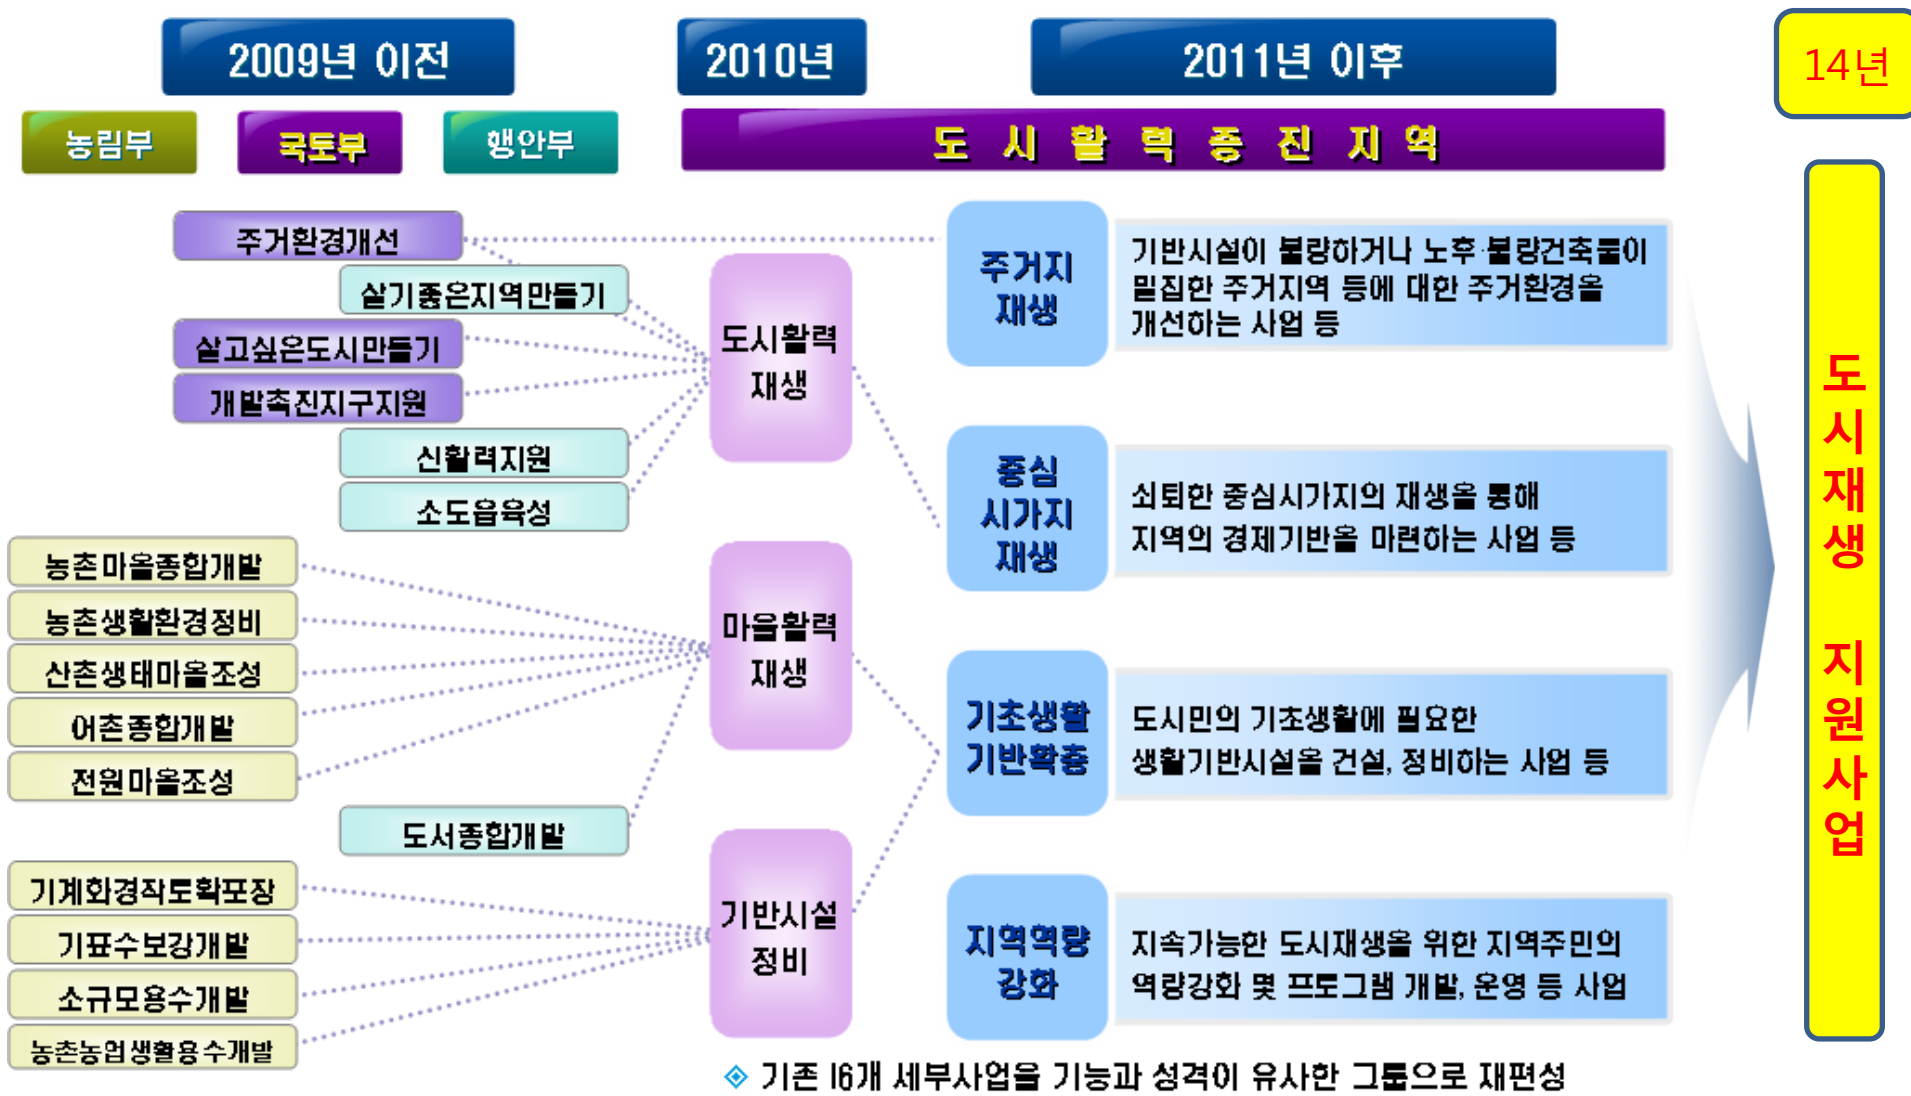 2009년 이전
2010년
2011년 이후
14년
농림부
국토부
행안부
도시활력증진지역
주거환경개선
살기좋은지역만들기
살고싶은도시만들기
개발촉진지구지원
신활력지원
소도읍육성
농촌마을종합개발
농촌생활환경정비
산촌생태마을조성
어촌종합개발
전원마을조성
도서종합개발
기계화경작로확포장
기표수보강개발
소규모용수개발
농촌농업생활용수개발
도시활력
재생
마을활력
재생
기반시설
정비
주거지
재생
기반시설이 불량하거나 노후·불량건축물이
밀집한 주거지역 등에 대한 주거환경을
개선하는 사업 등
중심
시가지
재생
쇠퇴한 중심시가지의 재생을 통해
지역의 경제기반을 마련하는 사업 등
기초생활
기반확충
도시민의 기초생활에 필요한
생활기반시설을 건설, 정비하는 사업 등
지역역량
강화
지속가능한 도시재생을 위한 지역주민의
역량강화 및 프로그램 개발, 운영 등 사업
기존 16개 세부사업을 기능과 성격이 유사한 그룹으로 재편성
도시재생 지원사업